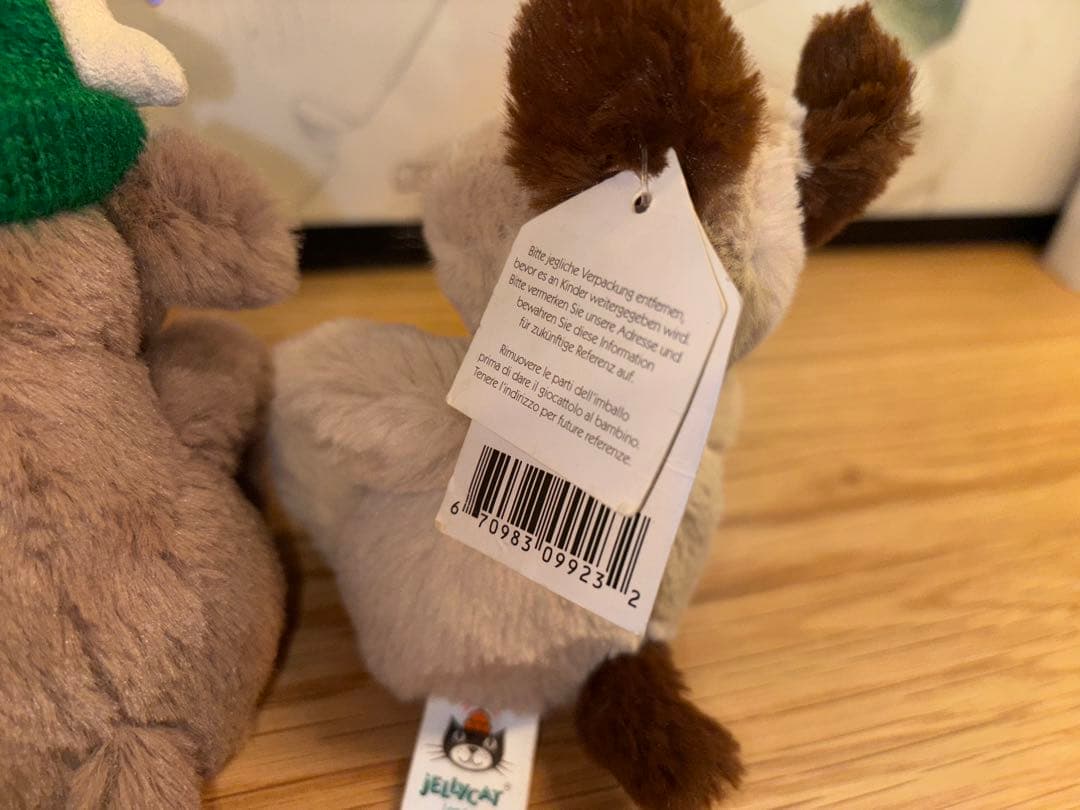 Bitte jegliche Verpackung entfernen,
bevor es an Kinder weitergegeben wird.
Bitte vermerken Sie unsere Adresse und
bewahren Sie diese Information
für zukünftige Referenz auf.
Rimuovere le parti dell'imballo
prima di dare il giocattolo al bambino.
Tenere l'indirizzo per future referenze.
6 70983 09923 2
JELLYCAT®